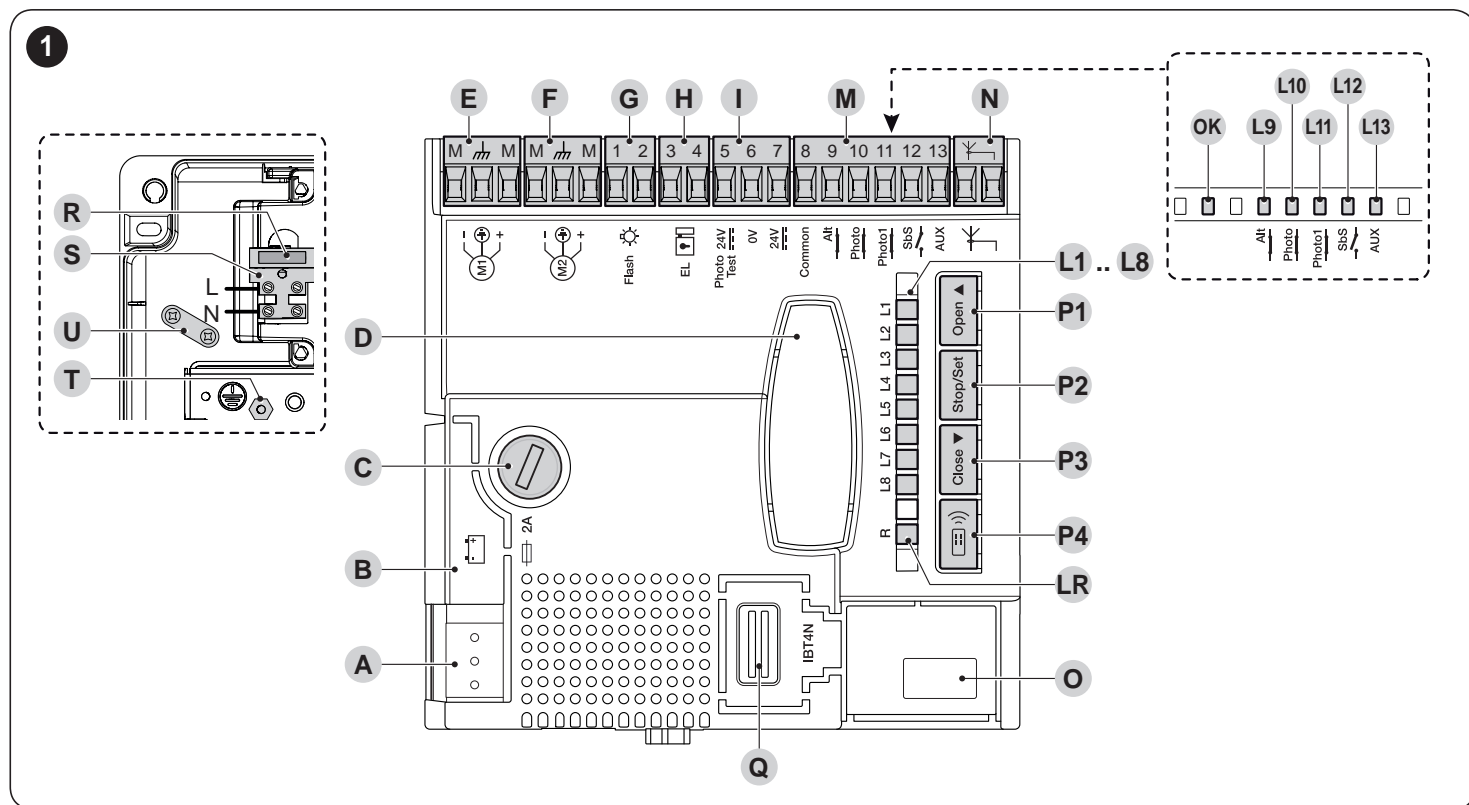 1
E F G H I M N
M M M M 1 2 3 4 5 6 7 8 9 10 11 12 13
- +
M1
- +
M2
Flash
EL
Photo 24V
Test
0V
24V
Common
Alt
Photo
Photo1
SbS
AUX
OK L9 L10 L11 L12 L13
Alt
Photo
Photo1
SbS
AUX
R
S
L
N
U
T
D
C
2A
+ -
B
A
L1 .. L8
L1
L2
L3
L4
L5
L6
L7
L8
R
Open ▲
P1
Stop/Set
P2
Close ▼
P3
P4
LR
IBT4N
O
Q